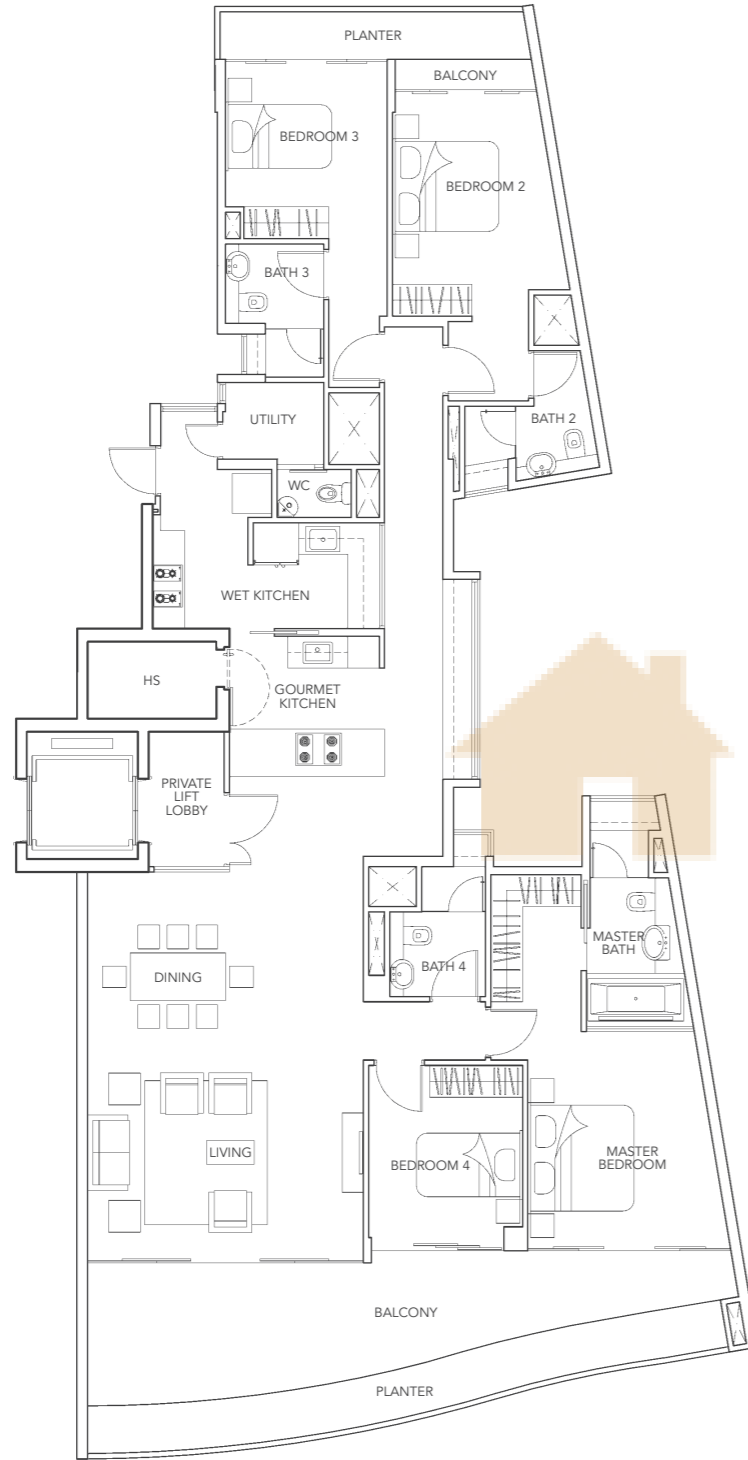 PLANTER
BALCONY
BEDROOM 3
BEDROOM 2
BATH 3
UTILITY
BATH 2
WC
WET KITCHEN
HS
GOURMET
KITCHEN
PRIVATE
LIFT
LOBBY
MASTER
BATH
BATH 4
DINING
LIVING
BEDROOM 4
MASTER
BEDROOM
BALCONY
PLANTER